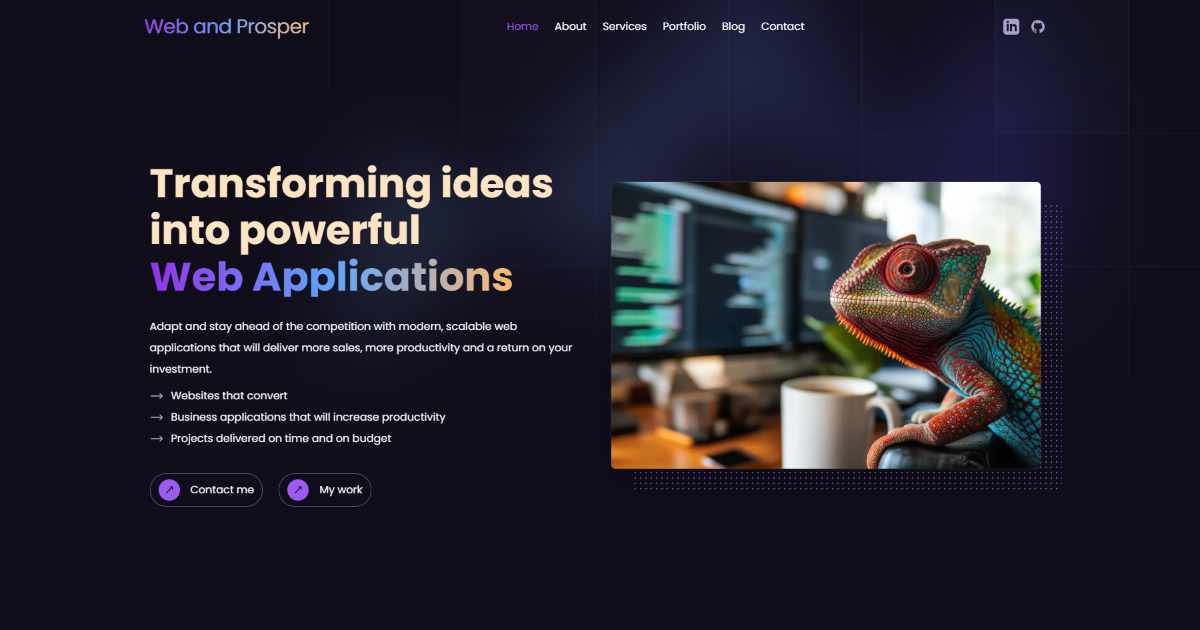 Web and Prosper
Home About Services Portfolio Blog Contact
Transforming ideas
into powerful
Web Applications
Adapt and stay ahead of the competition with modern, scalable web
applications that will deliver more sales, more productivity and a return on your
investment.
Websites that convert
Business applications that will increase productivity
Projects delivered on time and on budget
Contact me
My work